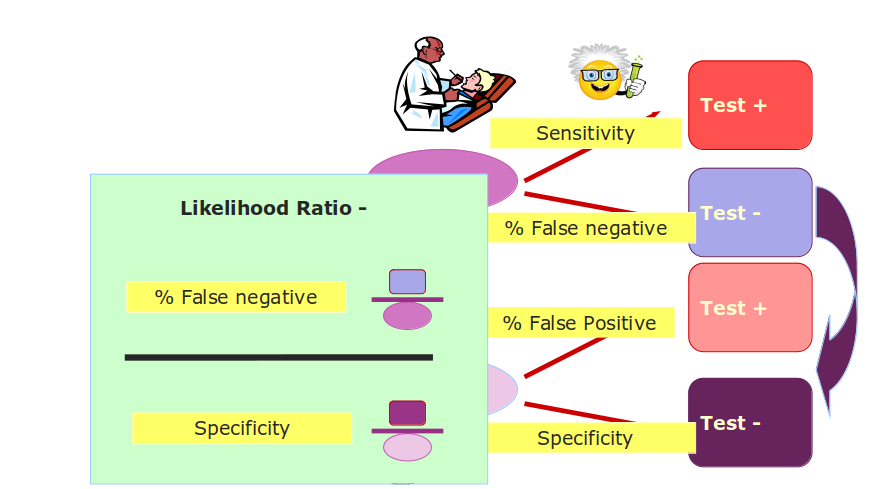 Sensitivity
Test +
Likelihood Ratio -
Test -
% False negative
% False negative
Test +
% False Positive
Specificity
Test -
Specificity